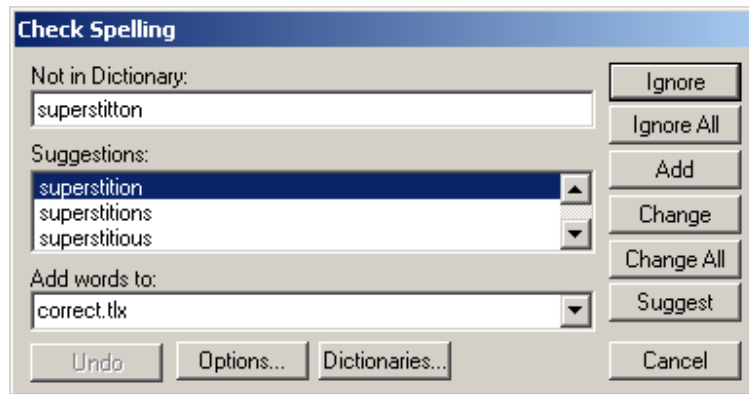 Check Spelling
Not in Dictionary:
superstitton
Suggestions:
superstition
superstitions
superstitious
Add words to:
correct.tlx
Undo
Options...
Dictionaries...
Ignore
Ignore All
Add
Change
Change All
Suggest
Cancel